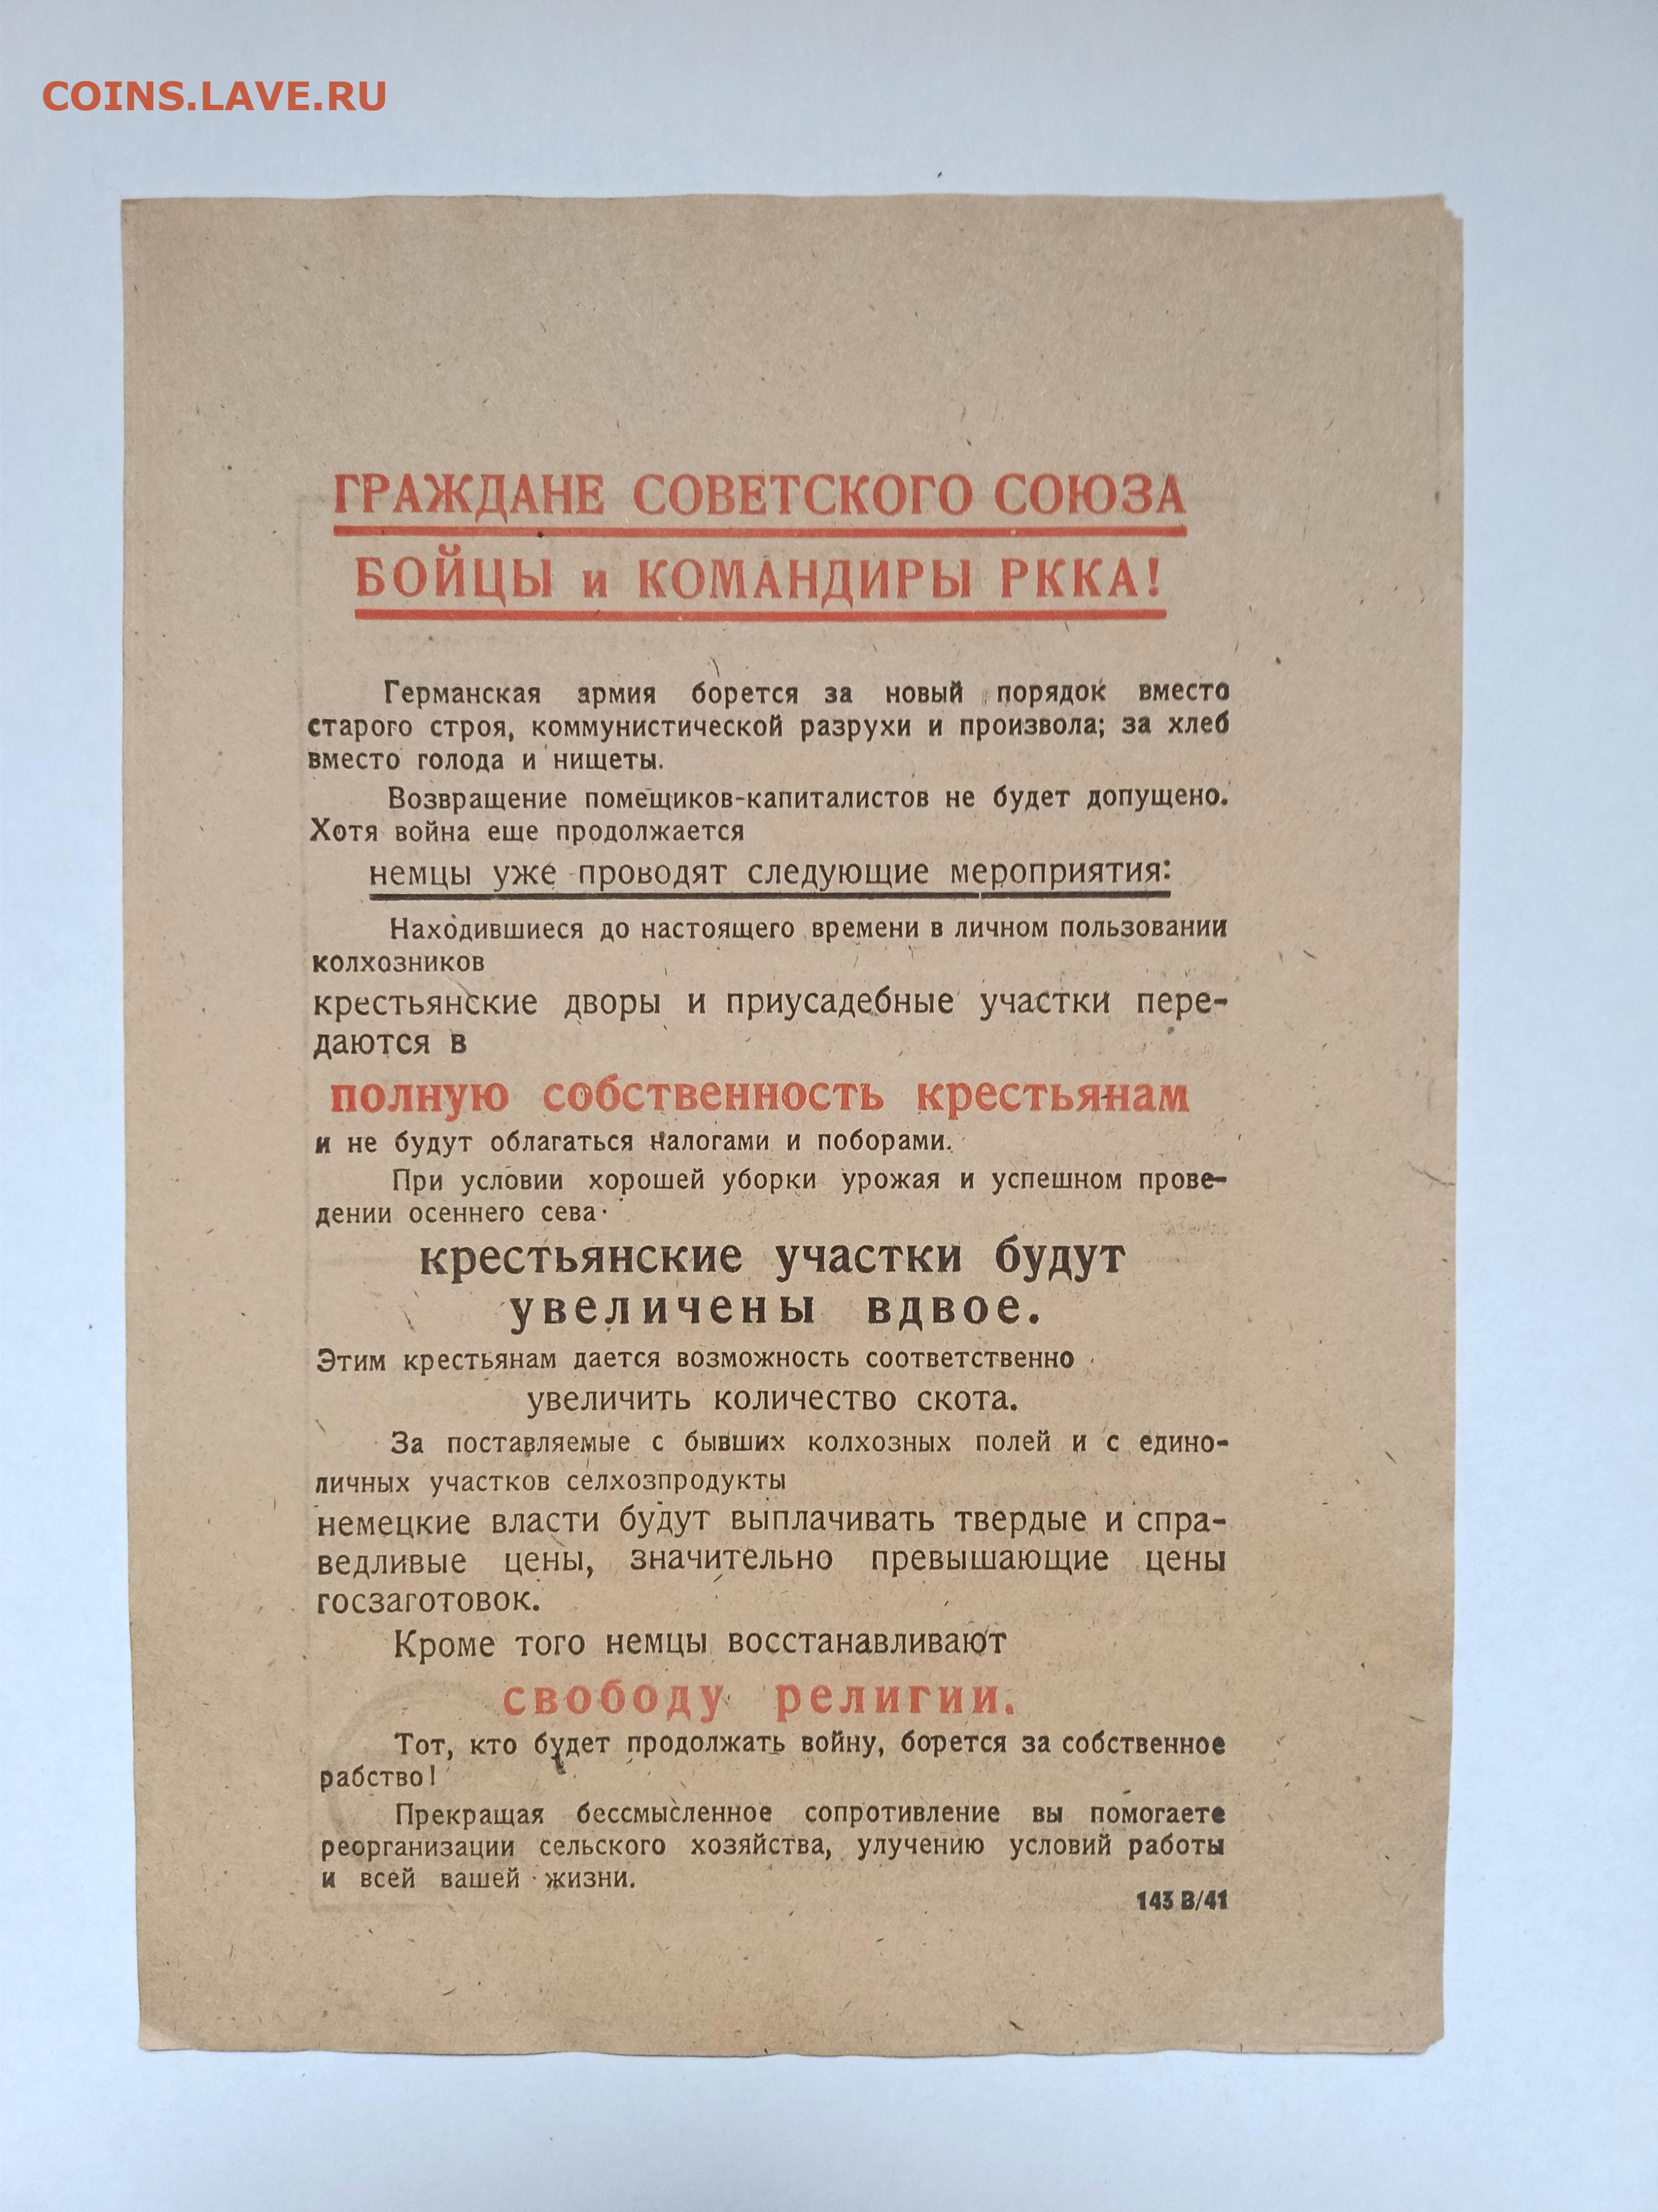 COINS.LAVE.RU
ГРАЖДАНЕ СОВЕТСКОГО СОЮЗА
БОЙЦЫ и КОМАНДИРЫ РККА!
Германская армия борется за новый порядок вместо
старого строя, коммунистической разрухи и произвола; за хлеб
вместо голода и нищеты.
Возвращение помещиков-капиталистов не будет допущено.
Хотя война еще продолжается
немцы уже проводят следующие мероприятия:
Находившиеся до настоящего времени в личном пользовании
колхозников
крестьянские дворы и приусадебные участки пере-
даются в
полную собственность крестьянам
и не будут облагаться налогами и поборами.
При условии хорошей уборки урожая и успешном прове-
дении осеннего сева
крестьянские участки будут
увеличены вдвое.
Этим крестьянам дается возможность соответственно
увеличить количество скота.
За поставляемые с бывших колхозных полей и с едино-
личных участков селхозпродукты
немецкие власти будут выплачивать твердые и спра-
ведливые цены, значительно превышающие цены
госзаготовок.
Кроме того немцы восстанавливают
свободу религии.
Тот, кто будет продолжать войну, борется за собственное
рабство!
Прекращая бессмысленное сопротивление вы помогаете
реорганизации сельского хозяйства, улучению условий работы
и всей вашей жизни.
143 В/41